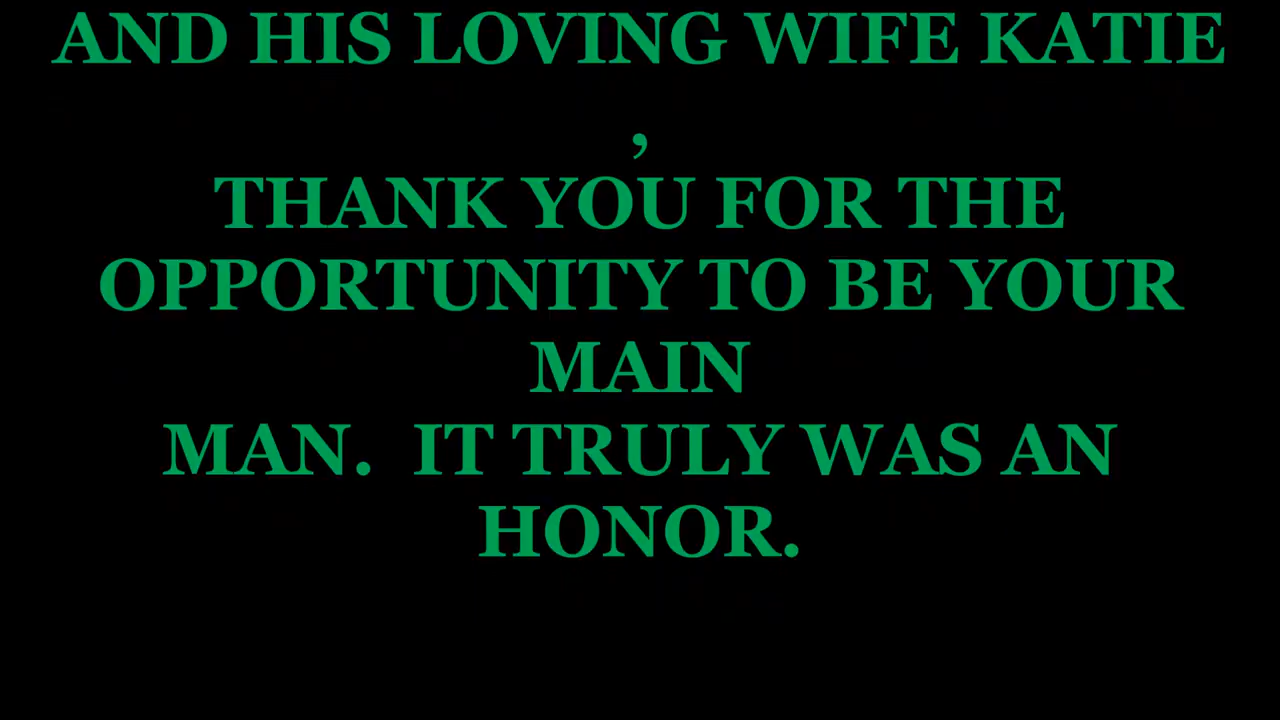 AND HIS LOVING WIFE KATIE
,
THANK YOU FOR THE
OPPORTUNITY TO BE YOUR
MAIN
MAN.  IT TRULY WAS AN
HONOR.